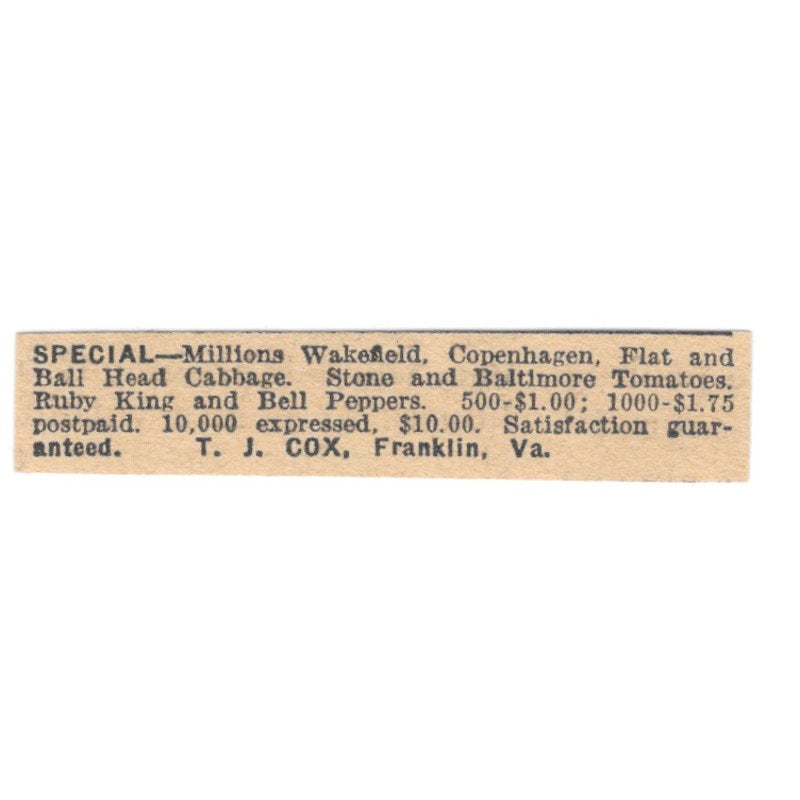 SPECIAL—Millions Wakefield, Copenhagen, Flat and
Ball Head Cabbage. Stone and Baltimore Tomatoes.
Ruby King and Bell Peppers. 500-$1.00; 1000-$1.75
postpaid. 10,000 expressed, $10.00. Satisfaction guar-
anteed. T. J. COX, Franklin, Va.